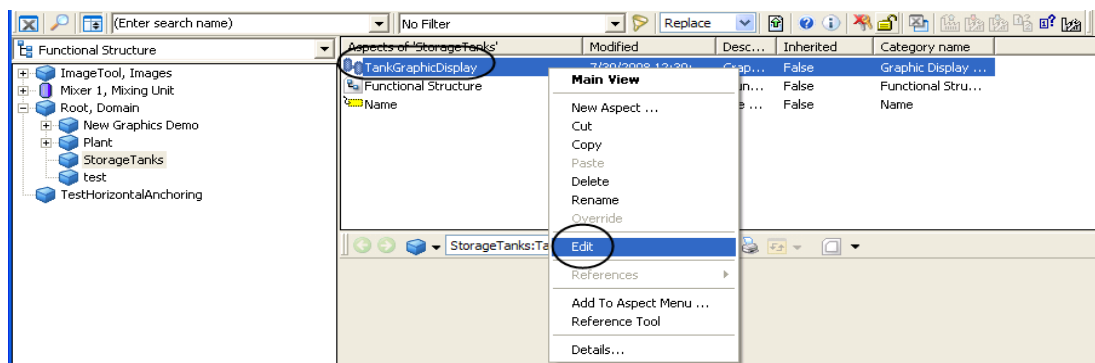 (Enter search name) No Filter Replace
Functional Structure
ImageTool, Images
Mixer 1, Mixing Unit
Root, Domain
New Graphics Demo
Plant
StorageTanks
test
TestHorizontalAnchoring
Aspects of 'StorageTanks' Modified Desc... Inherited Category name
TankGraphicDisplay Grap... False Graphic Display ...
Functional Structure False Functional Stru...
Name False Name
StorageTanks:Ta
Main View
New Aspect ...
Cut
Copy
Paste
Delete
Rename
Override
Edit
References
Add To Aspect Menu ...
Reference Tool
Details...